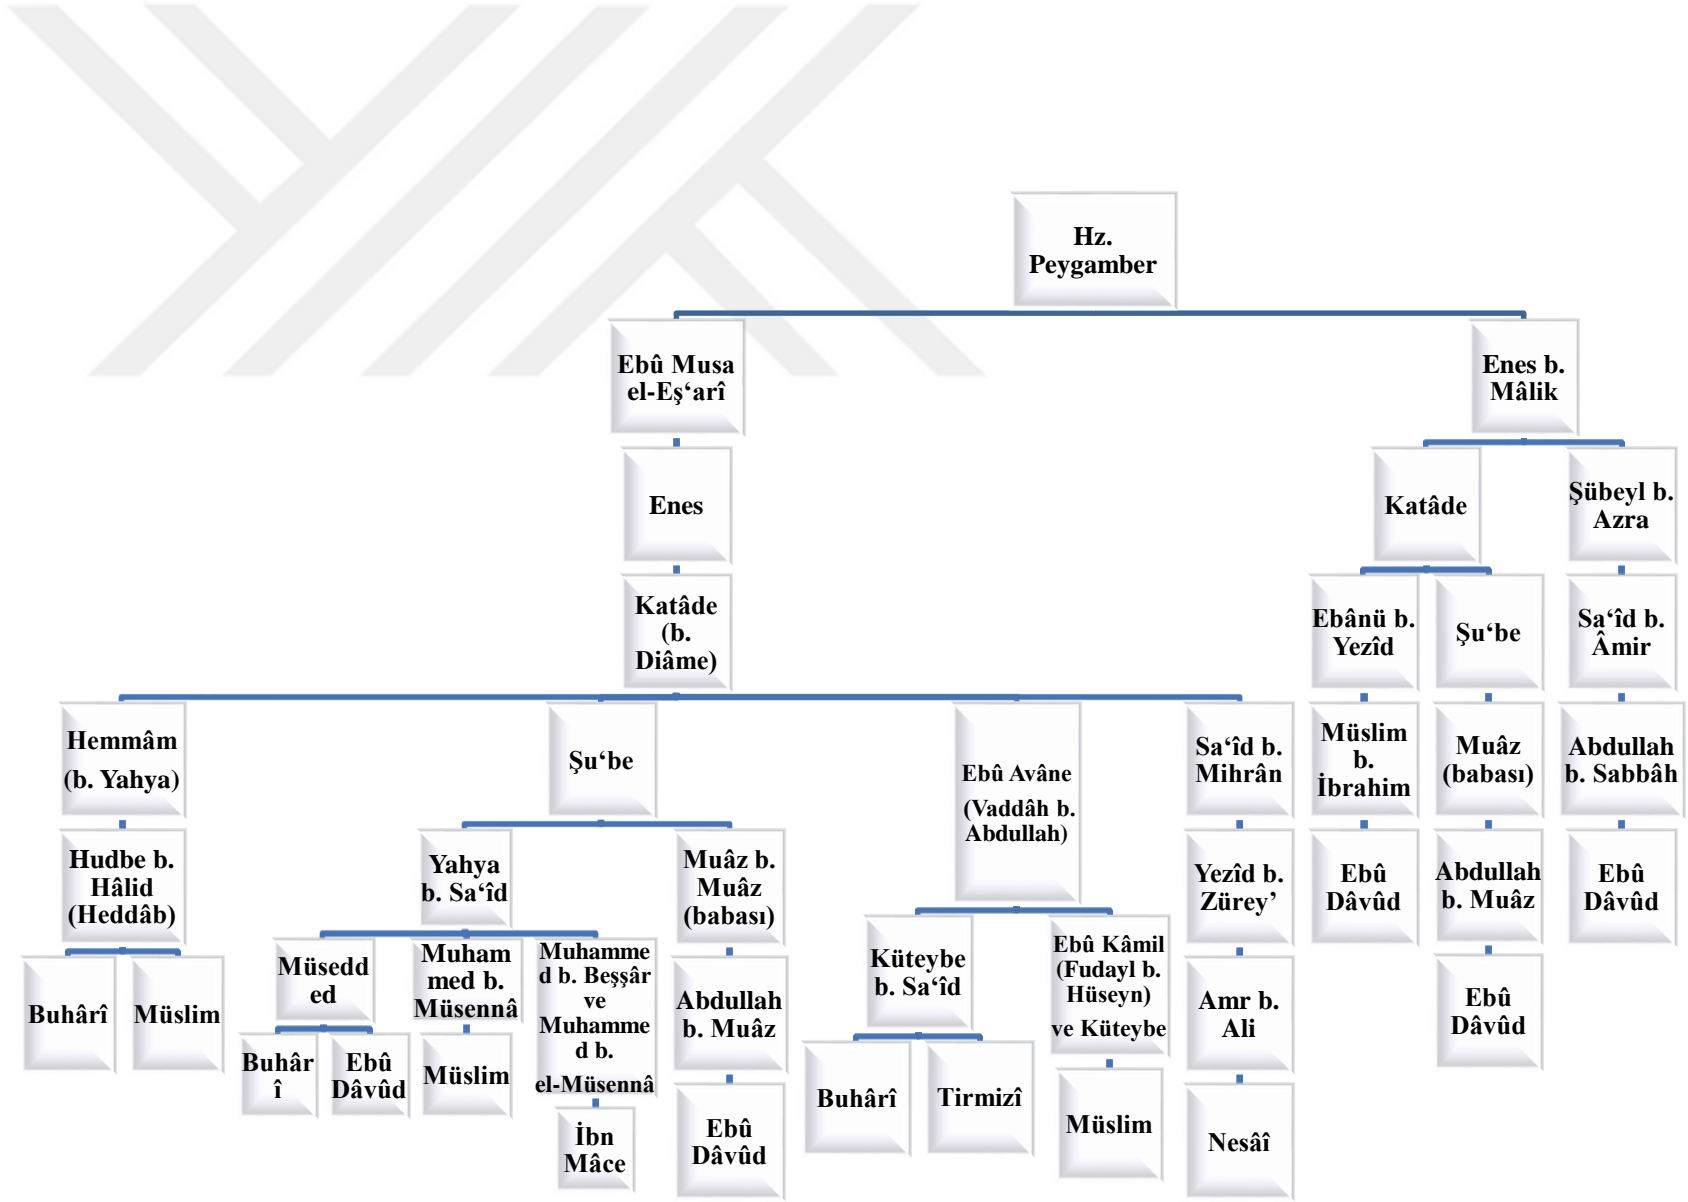 Hz.
Peygamber
Ebû Musa
el-Eş‘arî
Enes b.
Mâlik
Enes
Katâde
Şübeyl b.
Azra
Katâde
(b.
Diâme)
Ebânü b.
Yezîd
Şu‘be
Sa‘îd b.
Âmir
Hemmâm
(b. Yahya)
Şu‘be
Ebû Avâne
(Vaddâh b.
Abdullah)
Sa‘îd b.
Mihrân
Müslim
b.
İbrahim
Muâz
(babası)
Abdullah
b. Sabbâh
Hudbe b.
Hâlid
(Heddâb)
Yahya
b. Sa‘îd
Muâz b.
Muâz
(babası)
Yezîd b.
Zürey’
Ebû
Dâvûd
Abdullah
b. Muâz
Ebû
Dâvûd
Buhârî
Müslim
Müsedd
ed
Muham
med b.
Müsennâ
Muhamme
d b. Beşşâr
ve
Muhamme
d b.
el-Müsennâ
Abdullah
b. Muâz
Küteybe
b. Sa‘îd
Ebû Kâmil
(Fudayl b.
Hüseyn)
ve Küteybe
Amr b.
Ali
Ebû
Dâvûd
Buhâr
î
Ebû
Dâvûd
Müslim
İbn
Mâce
Ebû
Dâvûd
Buhârî
Tirmizî
Müslim
Nesâî